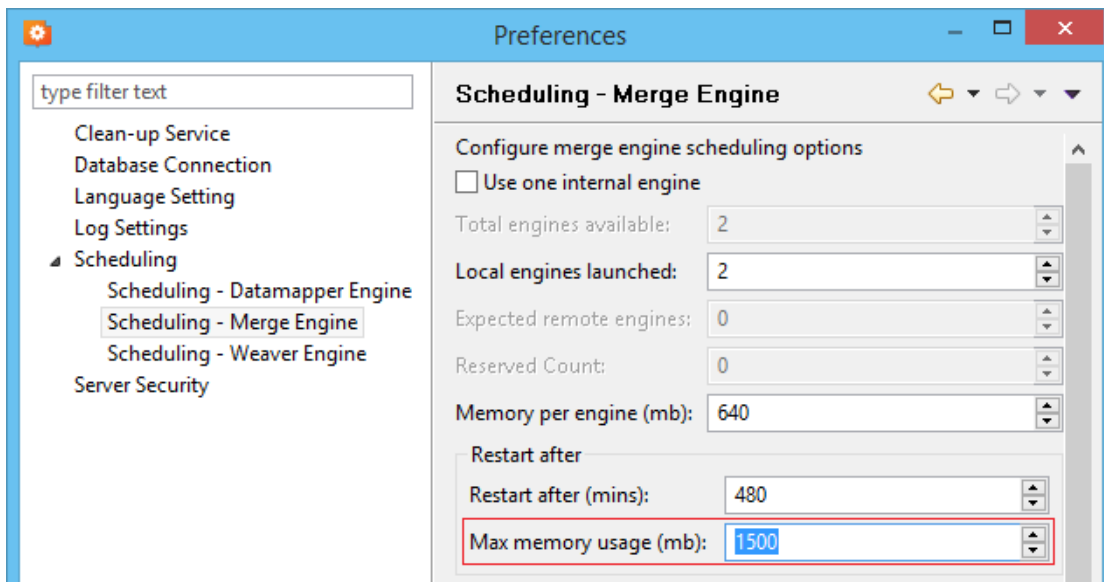 Preferences
type filter text
Clean-up Service
Database Connection
Language Setting
Log Settings
Scheduling
Scheduling - Datamapper Engine
Scheduling - Merge Engine
Scheduling - Weaver Engine
Server Security
Scheduling - Merge Engine
Configure merge engine scheduling options
Use one internal engine
Total engines available: 2
Local engines launched: 2
Expected remote engines: 0
Reserved Count: 0
Memory per engine (mb): 640
Restart after
Restart after (mins): 480
Max memory usage (mb): 1500